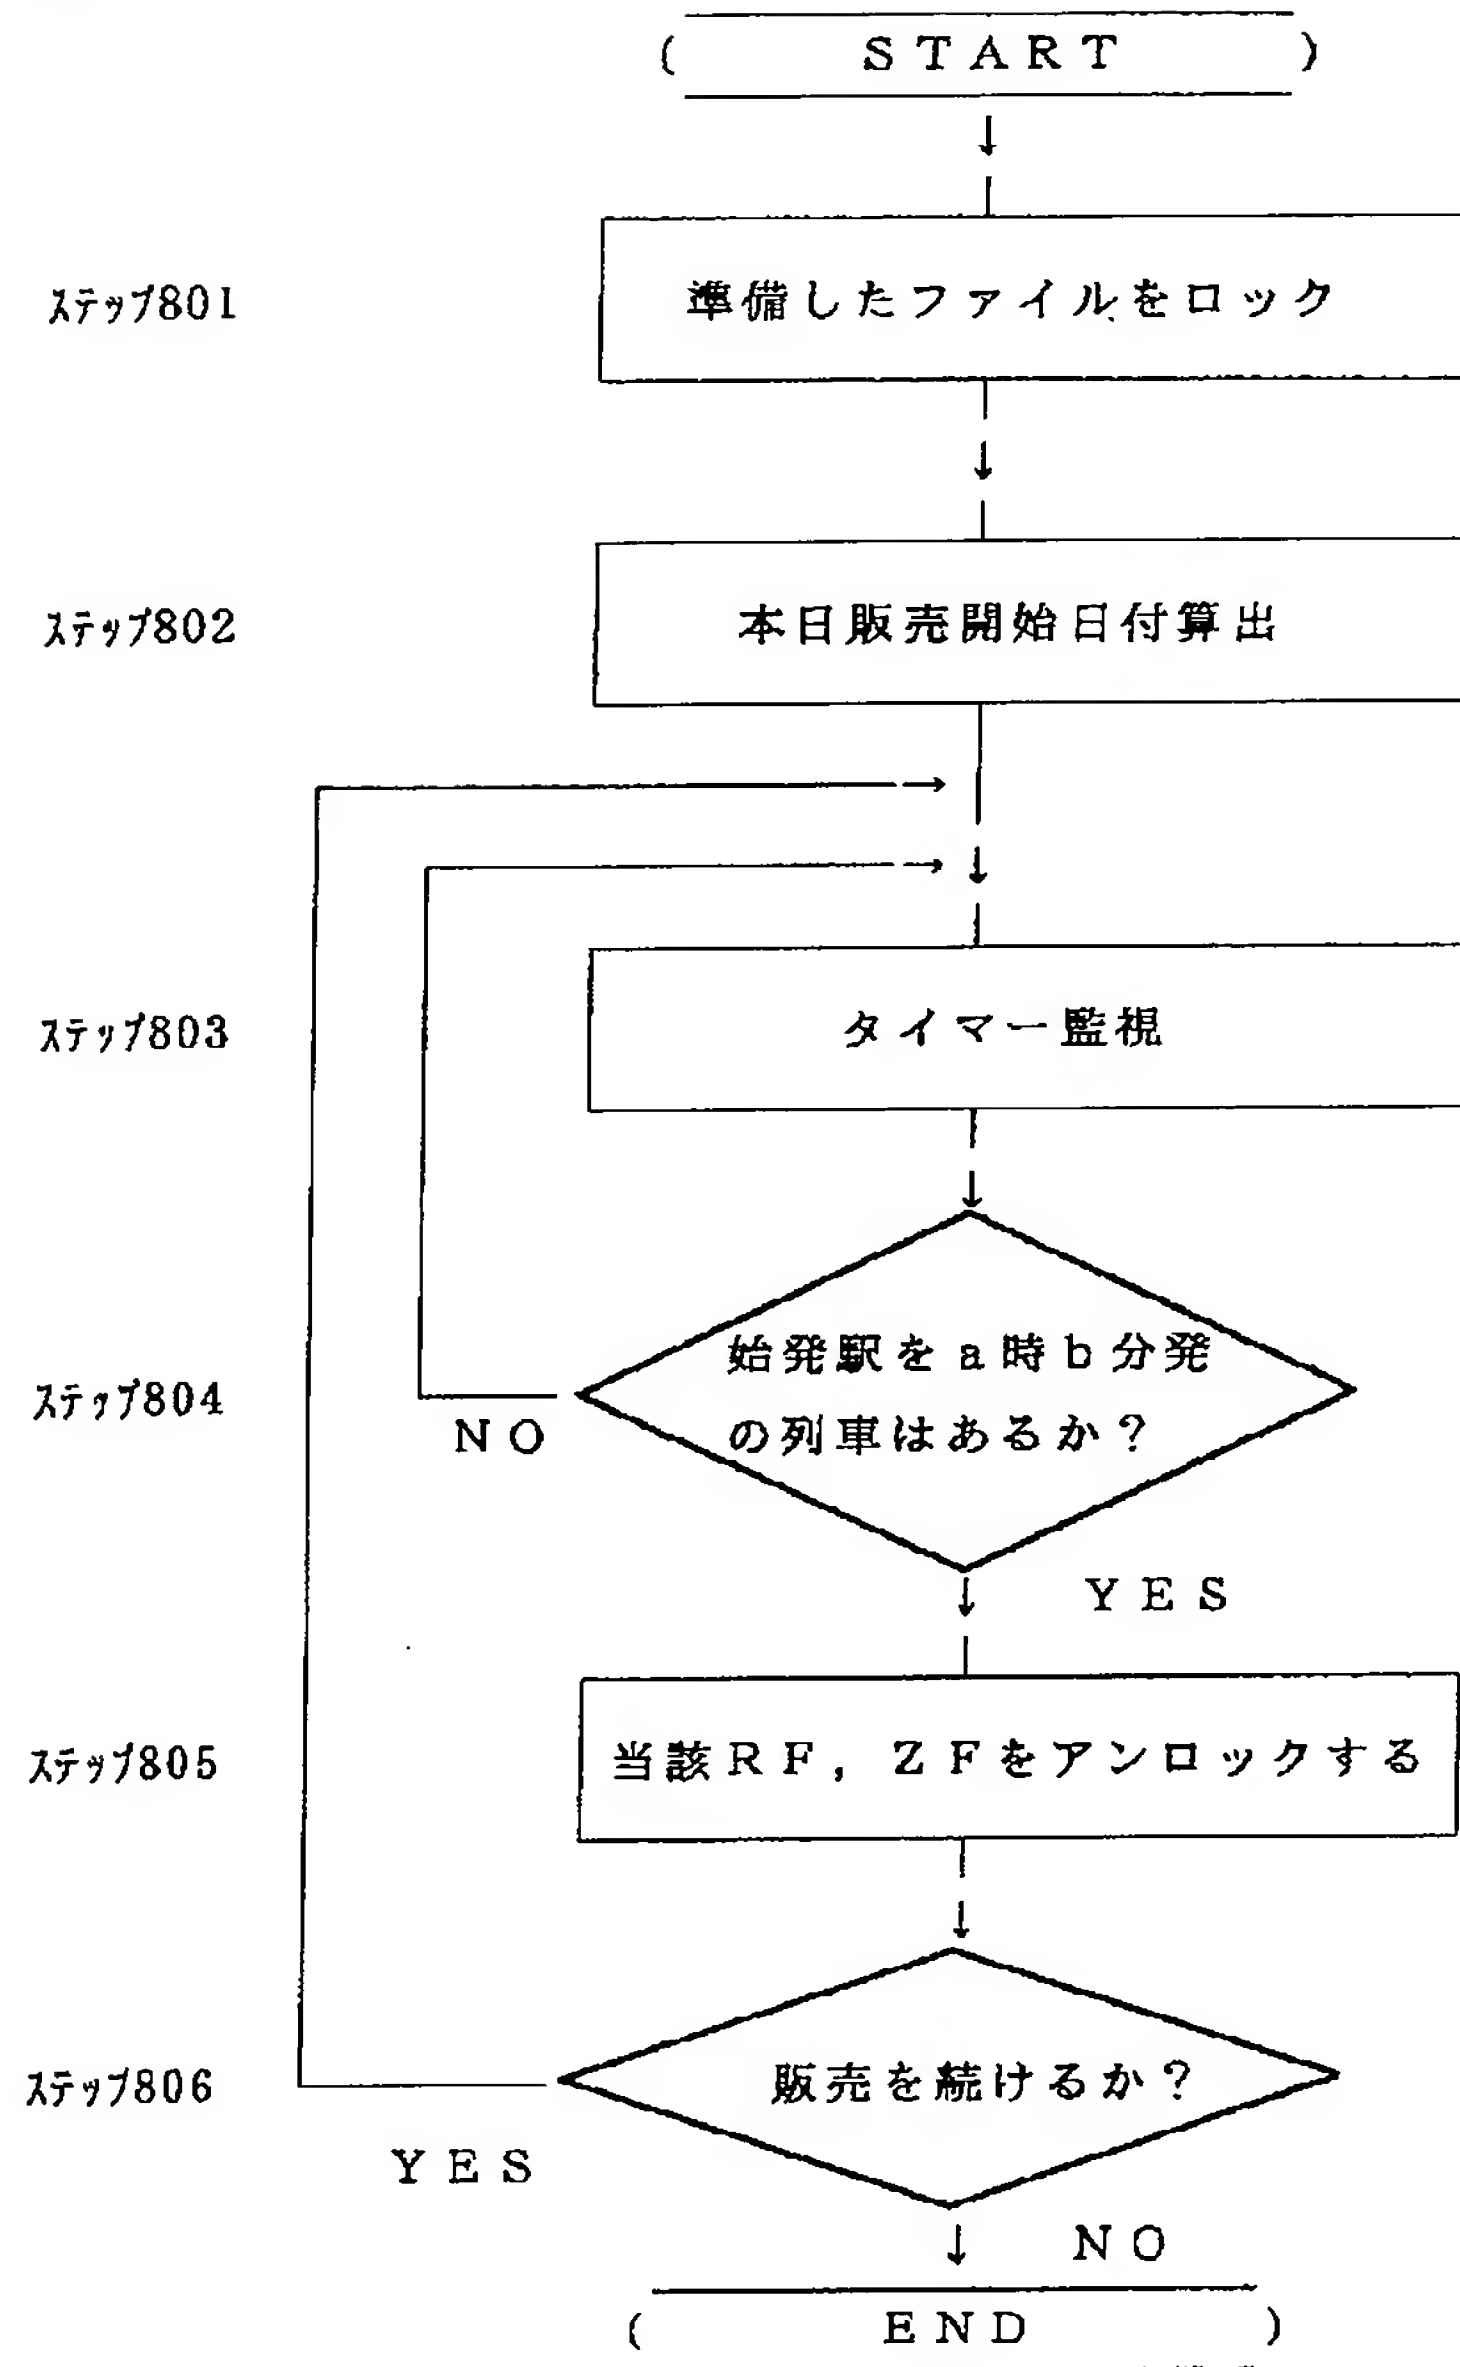 ( START )
ステップ801
準備したファイルをロック
ステップ802
本日販売開始日付算出
ステップ803
タイマー監視
ステップ804
始発駅をa時b分発
の列車はあるか?
NO
YES
ステップ805
当該RF,ZFをアンロックする
ステップ806
販売を続けるか?
YES
NO
( END )